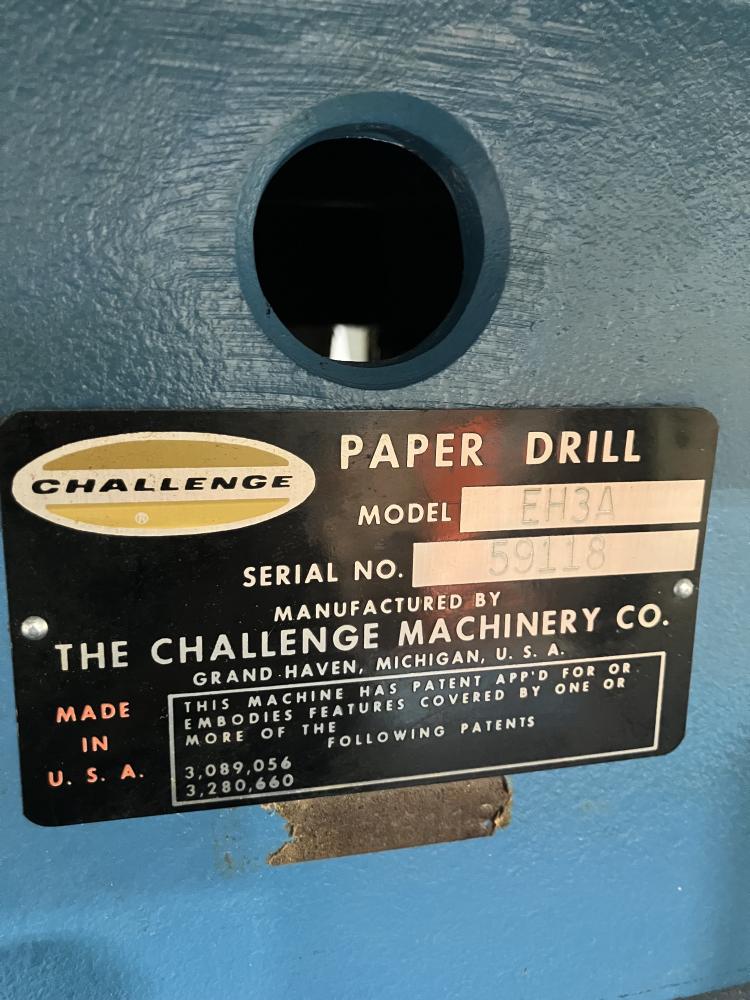 CHALLENGE
®
PAPER DRILL
MODEL EH3A
SERIAL NO. 59118
MANUFACTURED BY
THE CHALLENGE MACHINERY CO.
GRAND HAVEN, MICHIGAN, U. S. A.
MADE
IN
U. S. A.
THIS MACHINE HAS PATENT APP'D FOR OR
EMBODIES FEATURES COVERED BY ONE OR
MORE OF THE
FOLLOWING PATENTS
3,089,056
3,280,660